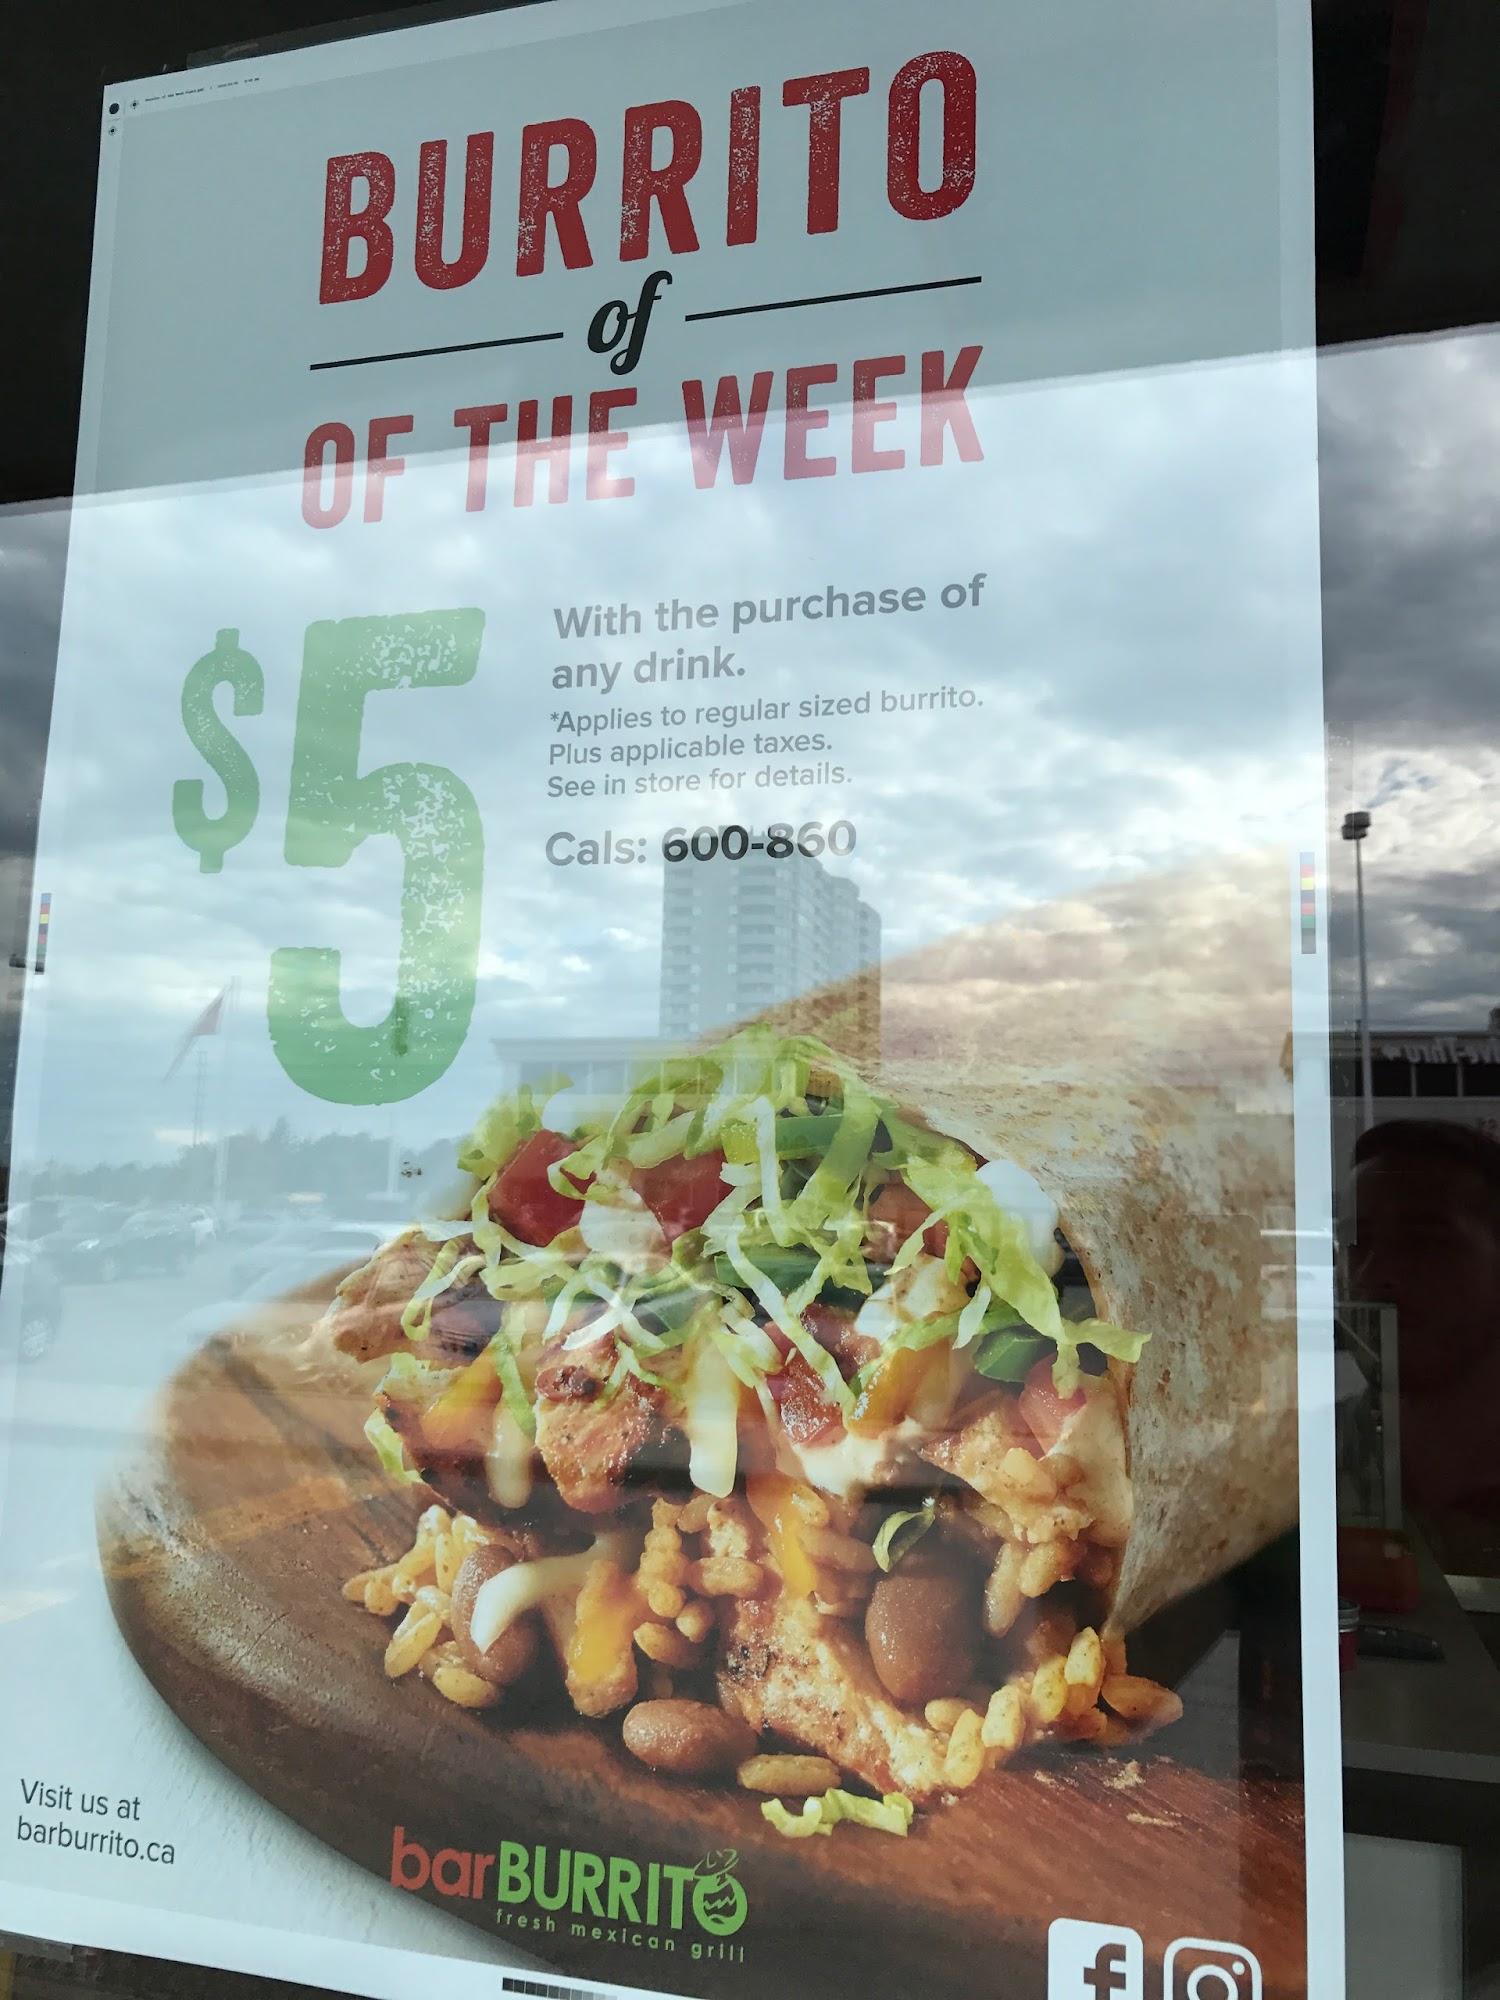 BURRITO
of
OF THE WEEK
$5
With the purchase of
any drink.
*Applies to regular sized burrito.
Plus applicable taxes.
See in store for details.
Cals: 600-860
Visit us at
barburrito.ca
barBURRITO
fresh mexican grill